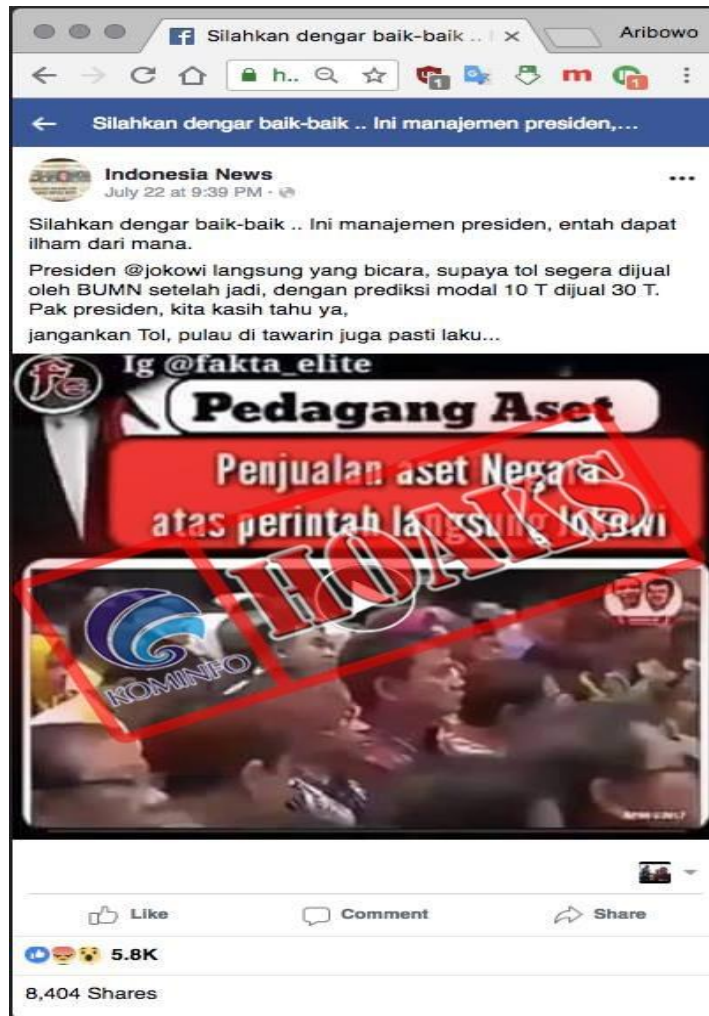 Silahkan dengar baik-baik ..
Aribowo
h..
1
m
1
Silahkan dengar baik-baik .. Ini manajemen presiden,...
Indonesia News
July 22 at 9:39 PM
Silahkan dengar baik-baik .. Ini manajemen presiden, entah dapat
ilham dari mana.
Presiden @jokowi langsung yang bicara, supaya tol segera dijual
oleh BUMN setelah jadi, dengan prediksi modal 10 T dijual 30 T.
Pak presiden, kita kasih tahu ya,
jangankan Tol, pulau di tawarin juga pasti laku...
Ig @fakta_elite
Pedagang Aset
Penjualan aset Negara
atas perintah langsung Jokowi
HOAKS
KOMINFO
Like
Comment
Share
5.8K
8,404 Shares